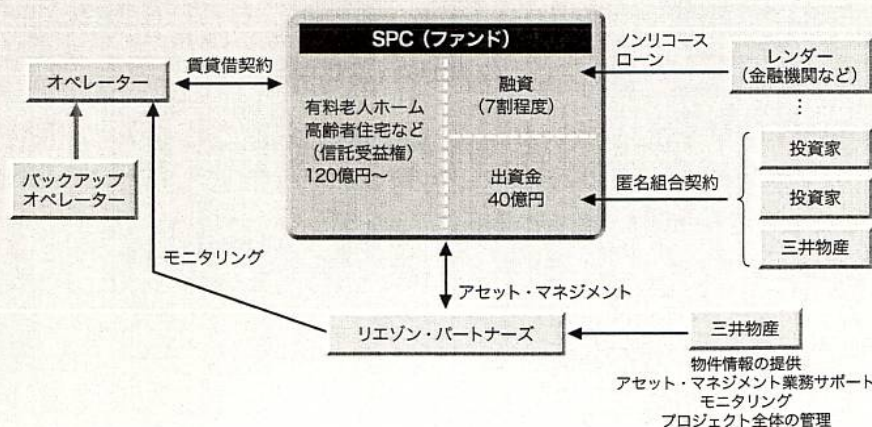 SPC（ファンド）
オペレーター
賃貸借契約
バックアップ
オペレーター
有料老人ホーム
高齢者住宅など
（信託受益権）
120億円～
融資
（7割程度）
出資金
40億円
ノンリコース
ローン
レンダー
（金融機関など）
⋮
匿名組合契約
投資家
投資家
三井物産
モニタリング
アセット・マネジメント
リエゾン・パートナーズ
三井物産
物件情報の提供
アセット・マネジメント業務サポート
モニタリング
プロジェクト全体の管理